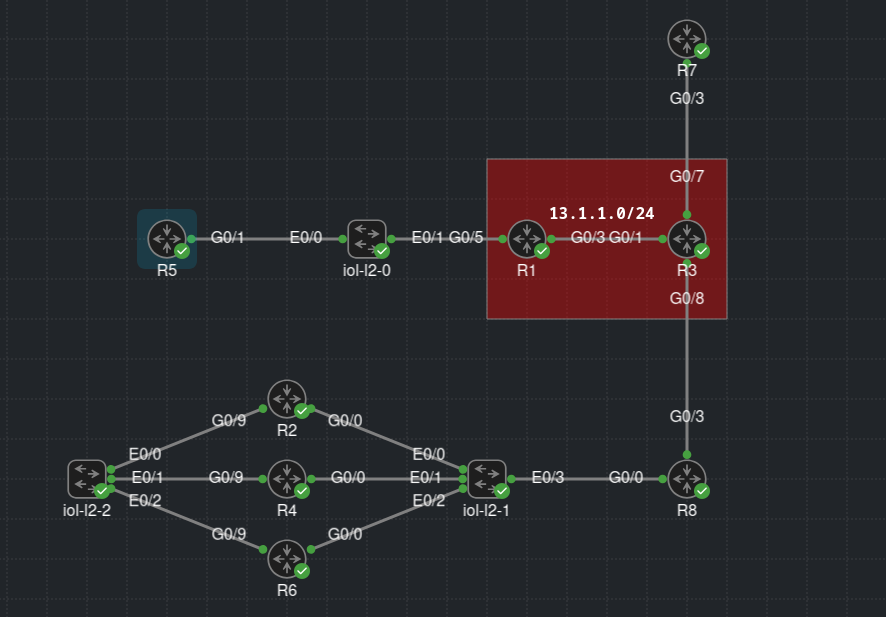 R7
G0/3
G0/7
13.1.1.0/24
G0/1
E0/0
E0/1
G0/5
G0/3
G0/1
R5
iol-l2-0
R1
R3
G0/8
G0/3
G0/9
R2
G0/0
E0/0
E0/0
E0/1
G0/9
G0/0
E0/1
E0/3
G0/0
E0/2
E0/2
iol-l2-2
R4
iol-l2-1
R8
G0/9
G0/0
R6